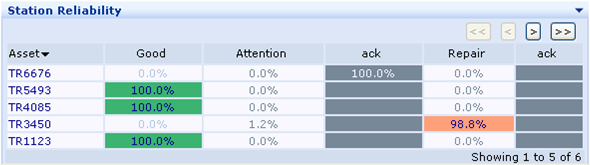 Station Reliability
<< < > >>
Asset Good Attention ack Repair ack
TR6676 0.0% 0.0% 100.0% 0.0%
TR5493 100.0% 0.0% 0.0%
TR4085 100.0% 0.0% 0.0%
TR3450 0.0% 1.2% 98.8%
TR1123 100.0% 0.0% 0.0%
Showing 1 to 5 of 6